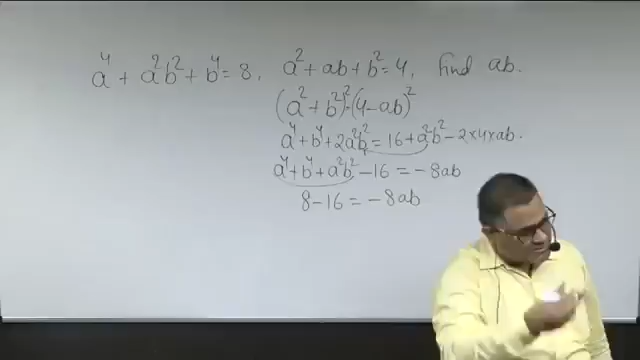 a⁴ + a²b² + b⁴ = 8, a² + ab + b² = 4, find ab.
(a² + b²)² = (4 - ab)²
a⁴ + b⁴ + 2a²b² = 16 + a²b² - 2×4×ab.
a⁴ + b⁴ + a²b² - 16 = -8ab
8 - 16 = -8ab